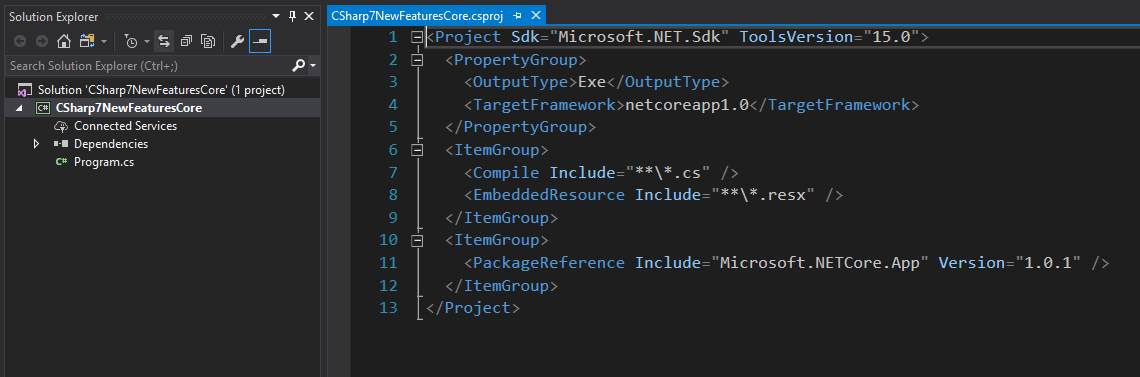 Solution Explorer
Search Solution Explorer (Ctrl+;)
Solution 'CSharp7NewFeaturesCore' (1 project)
C# CSharp7NewFeaturesCore
Connected Services
Dependencies
C# Program.cs
CSharp7NewFeaturesCore.csproj
1 <Project Sdk="Microsoft.NET.Sdk" ToolsVersion="15.0">
2   <PropertyGroup>
3     <OutputType>Exe</OutputType>
4     <TargetFramework>netcoreapp1.0</TargetFramework>
5   </PropertyGroup>
6   <ItemGroup>
7     <Compile Include="**\*.cs" />
8     <EmbeddedResource Include="**\*.resx" />
9   </ItemGroup>
10   <ItemGroup>
11     <PackageReference Include="Microsoft.NETCore.App" Version="1.0.1" />
12   </ItemGroup>
13 </Project>